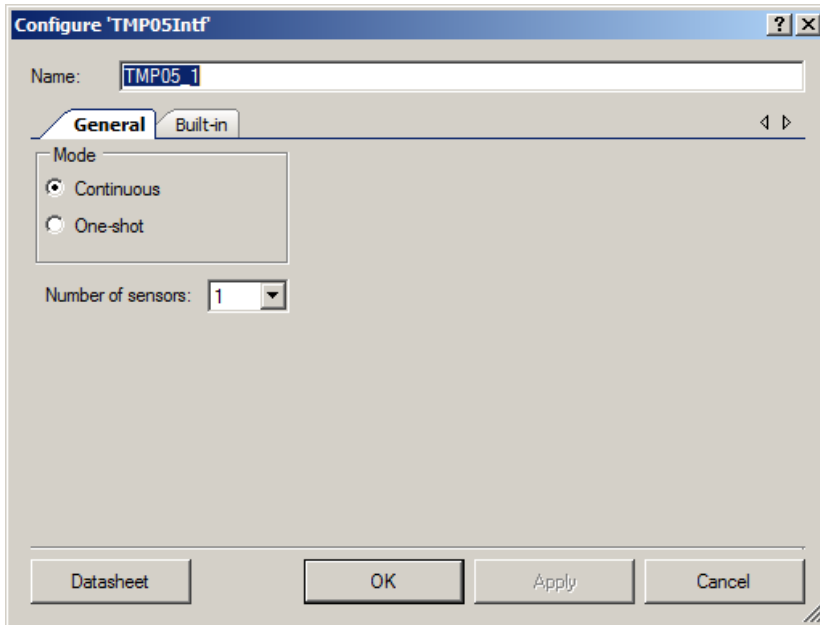 Configure 'TMP05Intf'
Name: TMP05_1
General Built-in
Mode
Continuous
One-shot
Number of sensors: 1
Datasheet OK Apply Cancel